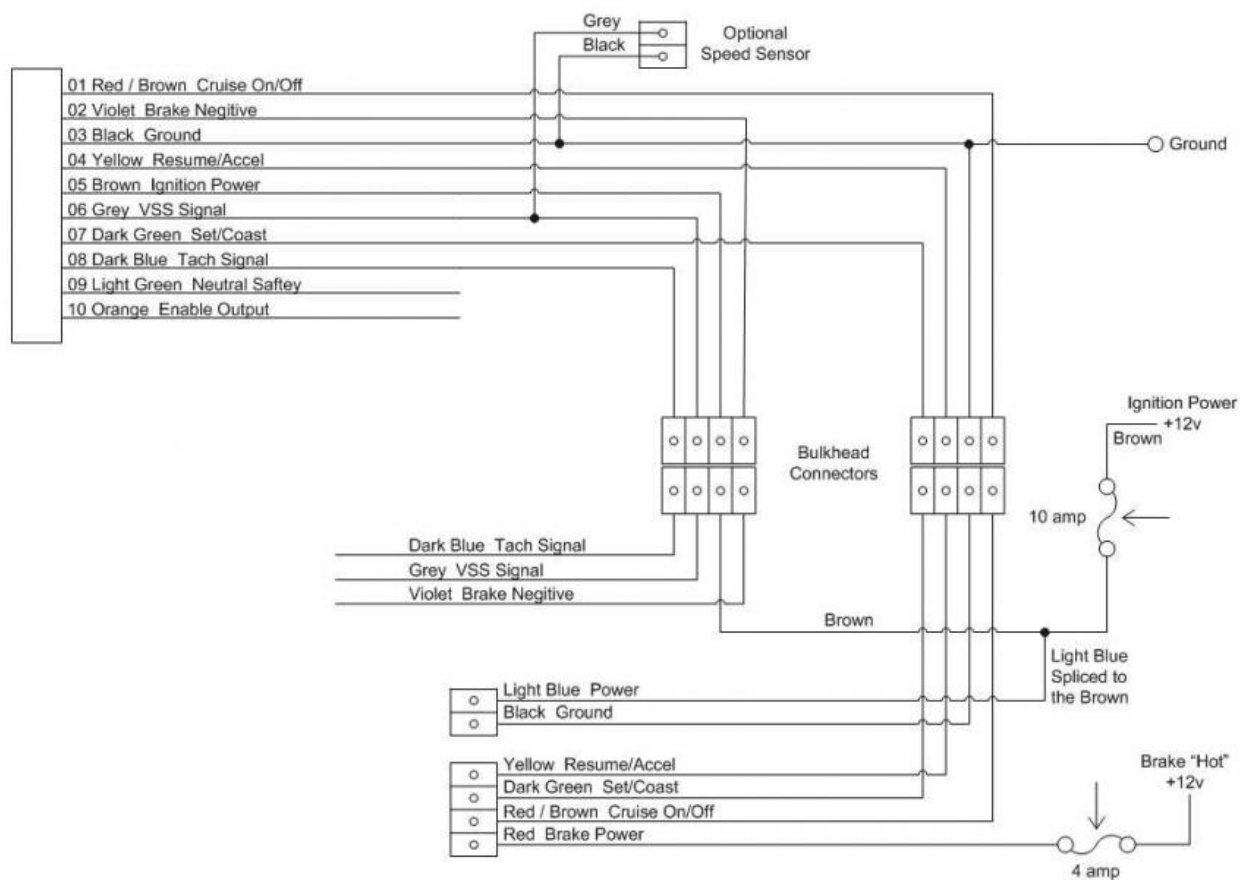 Grey
Black
Optional
Speed Sensor
01 Red / Brown Cruise On/Off
02 Violet Brake Negitive
03 Black Ground
04 Yellow Resume/Accel
05 Brown Ignition Power
06 Grey VSS Signal
07 Dark Green Set/Coast
08 Dark Blue Tach Signal
09 Light Green Neutral Saftey
10 Orange Enable Output
Ground
Bulkhead
Connectors
Ignition Power
+12v
Brown
10 amp
Dark Blue Tach Signal
Grey VSS Signal
Violet Brake Negitive
Brown
Light Blue
Spliced to
the Brown
Light Blue Power
Black Ground
Yellow Resume/Accel
Dark Green Set/Coast
Red / Brown Cruise On/Off
Red Brake Power
Brake “Hot”
+12v
4 amp